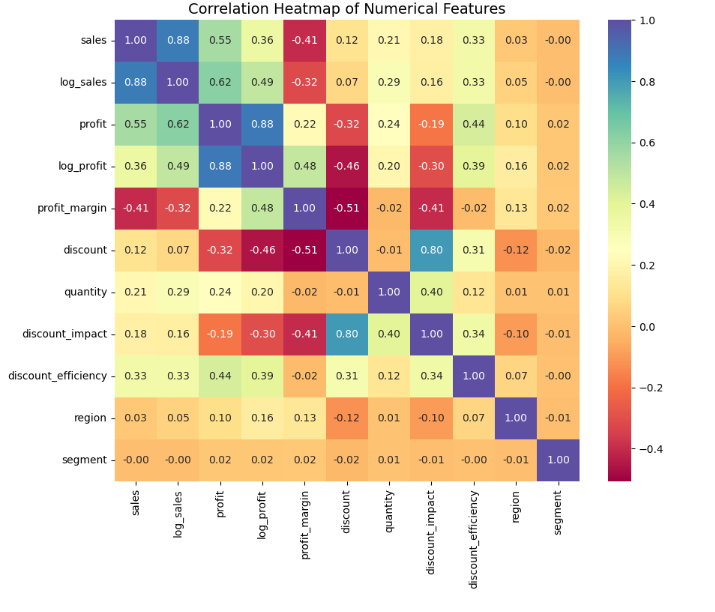 Correlation Heatmap of Numerical Features
sales 1.00 0.88 0.55 0.36 -0.41 0.12 0.21 0.18 0.33 0.03 -0.00
log_sales 0.88 1.00 0.62 0.49 -0.32 0.07 0.29 0.16 0.33 0.05 -0.00
profit 0.55 0.62 1.00 0.88 0.22 -0.32 0.24 -0.19 0.44 0.10 0.02
log_profit 0.36 0.49 0.88 1.00 0.48 -0.46 0.20 -0.30 0.39 0.16 0.02
profit_margin -0.41 -0.32 0.22 0.48 1.00 -0.51 -0.02 -0.41 -0.02 0.13 0.02
discount 0.12 0.07 -0.32 -0.46 -0.51 1.00 -0.01 0.80 0.31 -0.12 -0.02
quantity 0.21 0.29 0.24 0.20 -0.02 -0.01 1.00 0.40 0.12 0.01 0.01
discount_impact 0.18 0.16 -0.19 -0.30 -0.41 0.80 0.40 1.00 0.34 -0.10 -0.01
discount_efficiency 0.33 0.33 0.44 0.39 -0.02 0.31 0.12 0.34 1.00 0.07 -0.00
region 0.03 0.05 0.10 0.16 0.13 -0.12 0.01 -0.10 0.07 1.00 -0.01
segment -0.00 -0.00 0.02 0.02 0.02 -0.02 0.01 -0.01 -0.00 -0.01 1.00
sales
log_sales
profit
log_profit
profit_margin
discount
quantity
discount_impact
discount_efficiency
region
segment
1.0
0.8
0.6
0.4
0.2
0.0
−0.2
−0.4